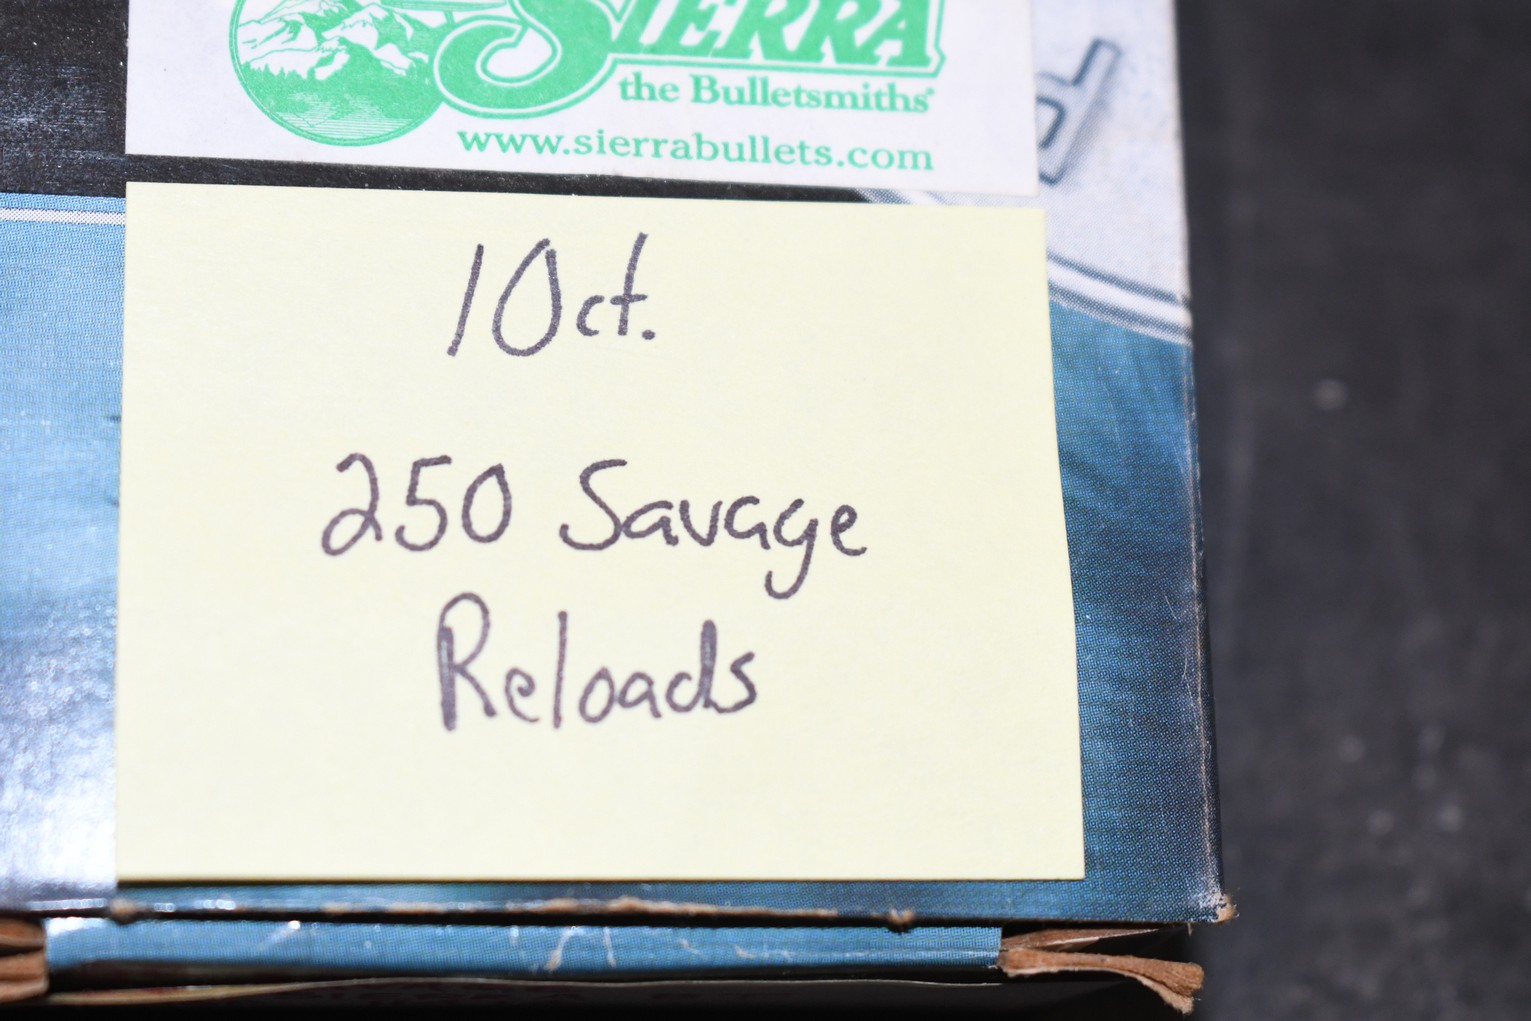 SIERRA
the Bulletsmiths®
www.sierrabullets.com
10ct.
250 Savage
Reloads